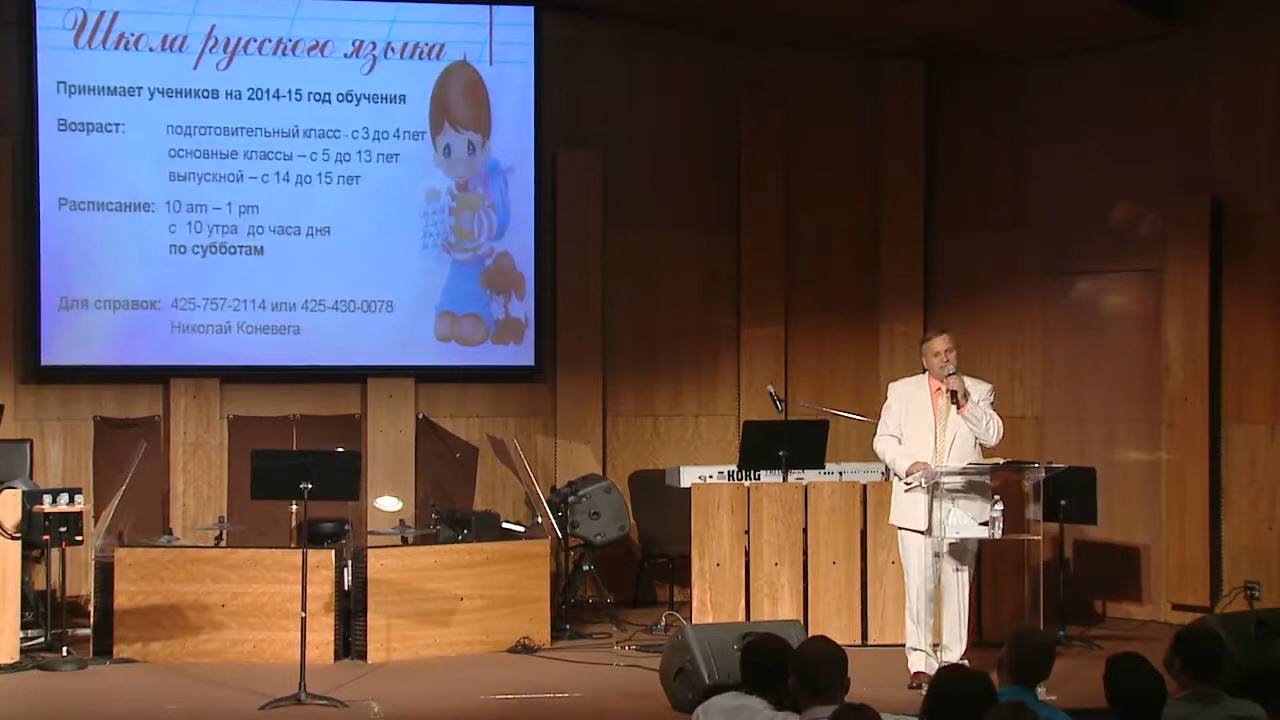 Школа русского языка
Принимает учеников на 2014-15 год обучения
Возраст: подготовительный класс - с 3 до 4 лет
основные классы – с 5 до 13 лет
выпускной – с 14 до 15 лет
Расписание: 10 am – 1 pm
с 10 утра до часа дня
по субботам
Для справок: 425-757-2114 или 425-430-0078
Николай Коневега
KORG